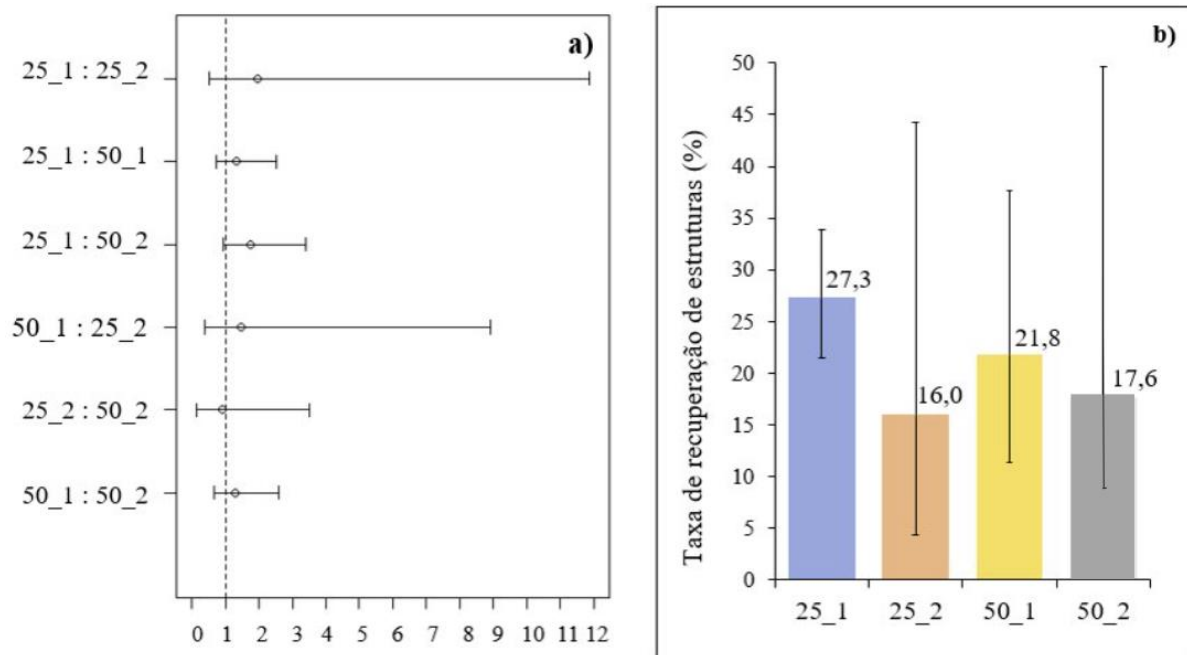 a)
25_1 : 25_2
25_1 : 50_1
25_1 : 50_2
50_1 : 25_2
25_2 : 50_2
50_1 : 50_2
0 1 2 3 4 5 6 7 8 9 10 11 12
b)
Taxa de recuperação de estruturas (%)
50
45
40
35
30
25
20
15
10
5
0
27,3
16,0
21,8
17,6
25_1 25_2 50_1 50_2